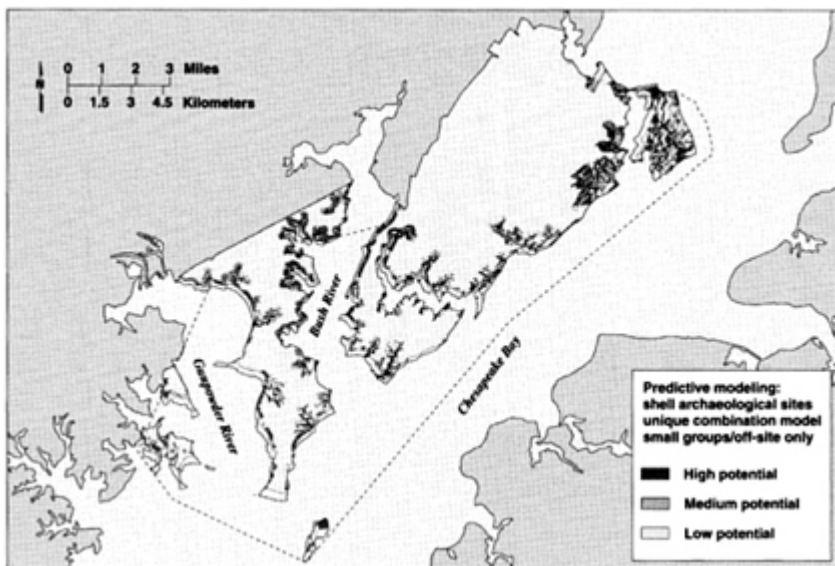 N
0 1 2 3 Miles
0 1.5 3 4.5 Kilometers
Bush River
Gunpowder River
Chesapeake Bay
Predictive modeling:
shell archaeological sites
unique combination model
small groups/off-site only
High potential
Medium potential
Low potential